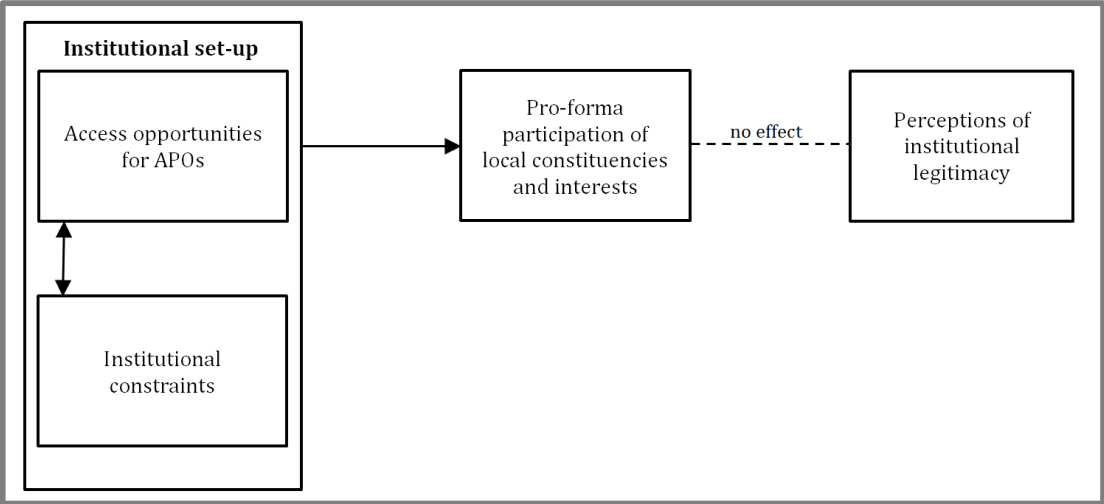 Institutional set-up
Access opportunities
for APOs
Institutional
constraints
Pro-forma
participation of
local constituencies
and interests
no effect
Perceptions of
institutional
legitimacy